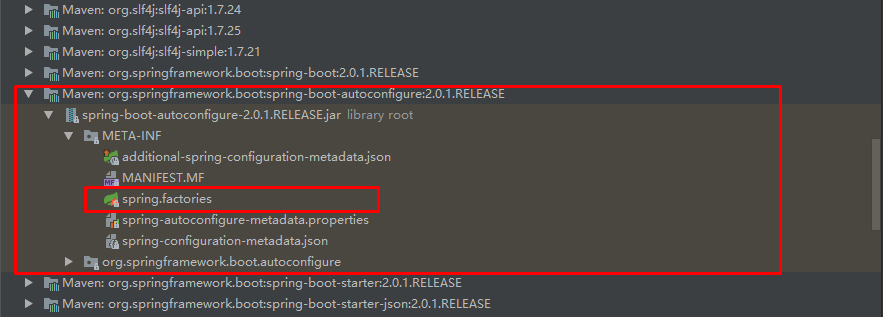 Maven: org.slf4j:slf4j-api:1.7.24
Maven: org.slf4j:slf4j-api:1.7.25
Maven: org.slf4j:slf4j-simple:1.7.21
Maven: org.springframework.boot:spring-boot:2.0.1.RELEASE
Maven: org.springframework.boot:spring-boot-autoconfigure:2.0.1.RELEASE
spring-boot-autoconfigure-2.0.1.RELEASE.jar library root
META-INF
additional-spring-configuration-metadata.json
MF MANIFEST.MF
spring.factories
spring-autoconfigure-metadata.properties
spring-configuration-metadata.json
org.springframework.boot.autoconfigure
Maven: org.springframework.boot:spring-boot-starter:2.0.1.RELEASE
Maven: org.springframework.boot:spring-boot-starter-json:2.0.1.RELEASE